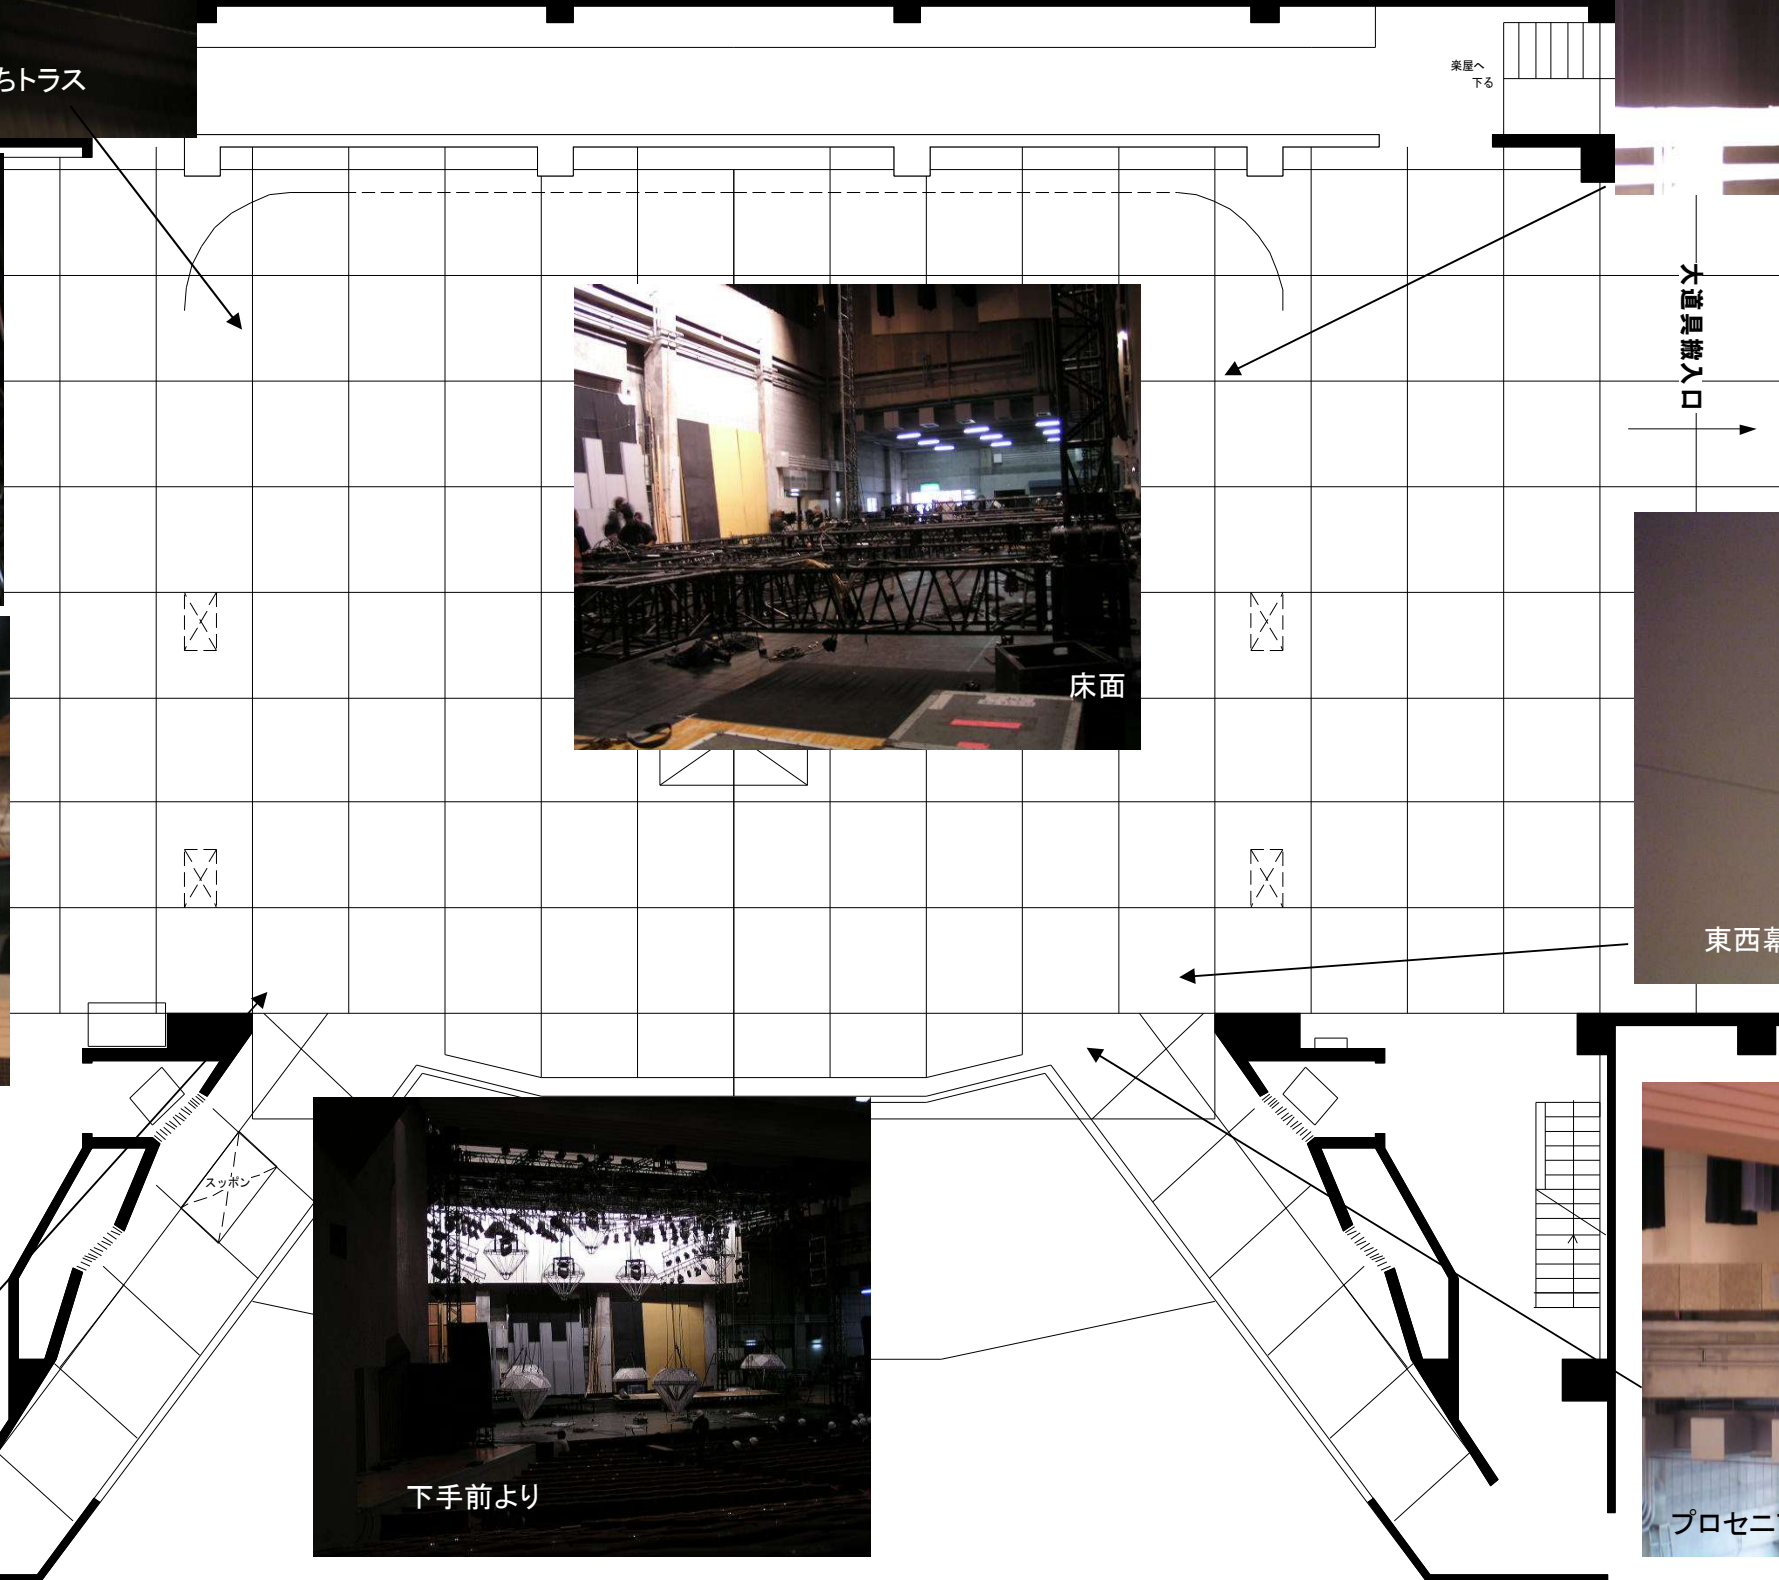 ちトラス
楽屋へ
下る
大道具搬入口
床面
東西幕
スッポン
下手前より
プロセニ